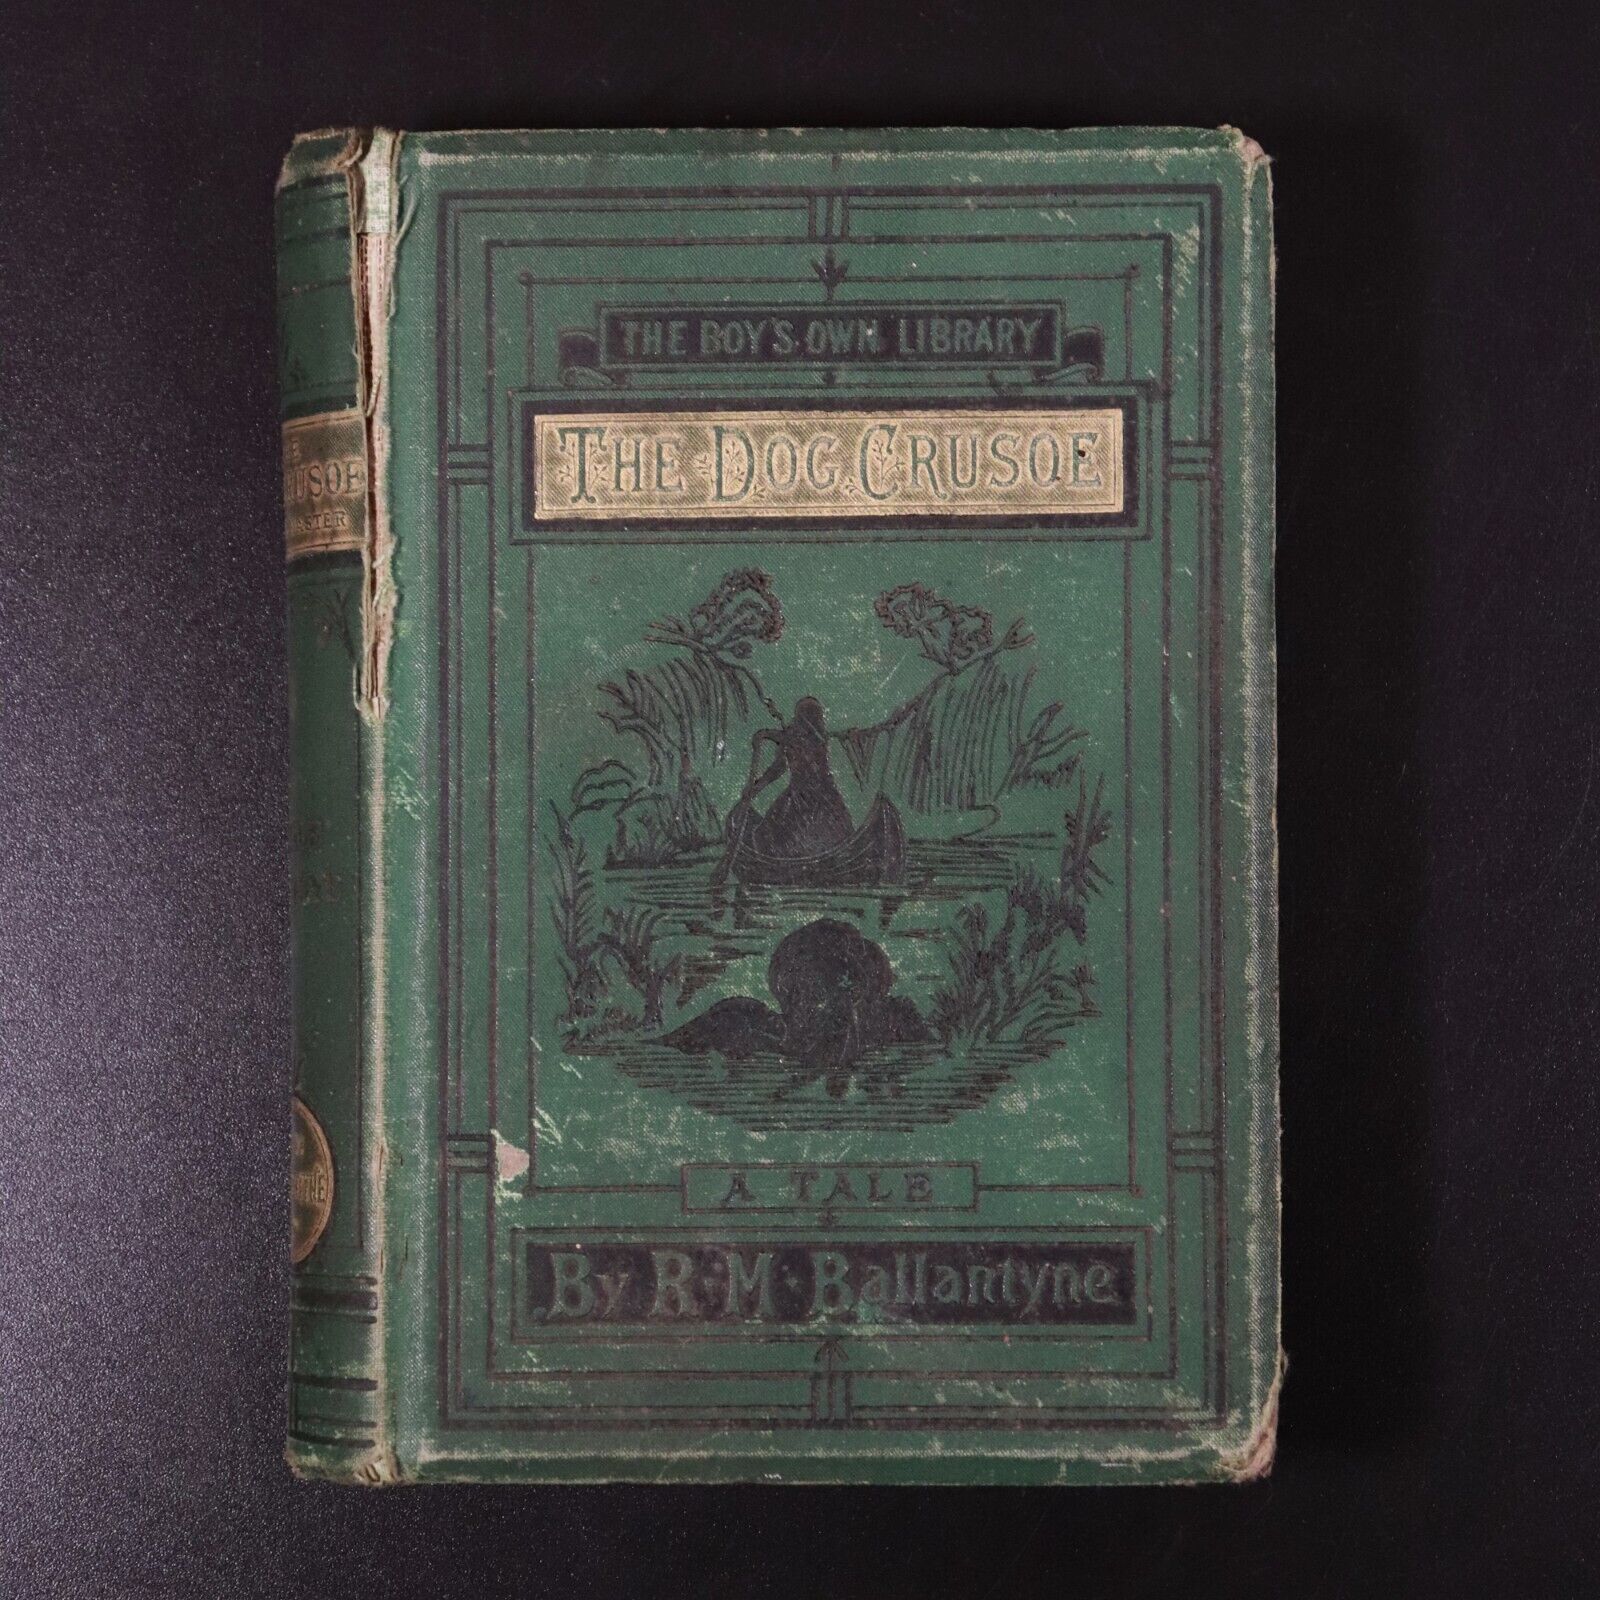 THE BOY'S OWN LIBRARY
THE DOG CRUSOE
A TALE
By R. M. Ballantyne